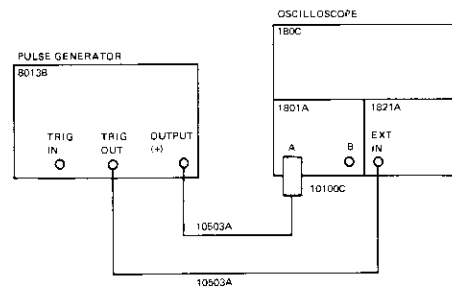 OSCILLOSCOPE
180C
PULSE GENERATOR
8013B
1801A
1821A
TRIG IN
TRIG OUT
OUTPUT (+)
A
B
EXT IN
10100C
10503A
10503A